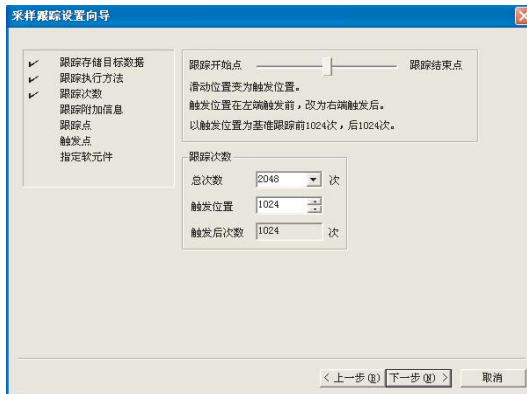 采样跟踪设置向导
跟踪存储目标数据
跟踪执行方法
跟踪次数
跟踪附加信息
跟踪点
触发点
指定软元件
跟踪开始点 跟踪结束点
滑动位置变为触发位置。
触发位置在左端触发前，改为右端触发后。
以触发位置为基准跟踪前1024次，后1024次。
跟踪次数
总次数 2048 次
触发位置 1024
触发后次数 1024 次
< 上一步(B) 下一步(N) > 取消